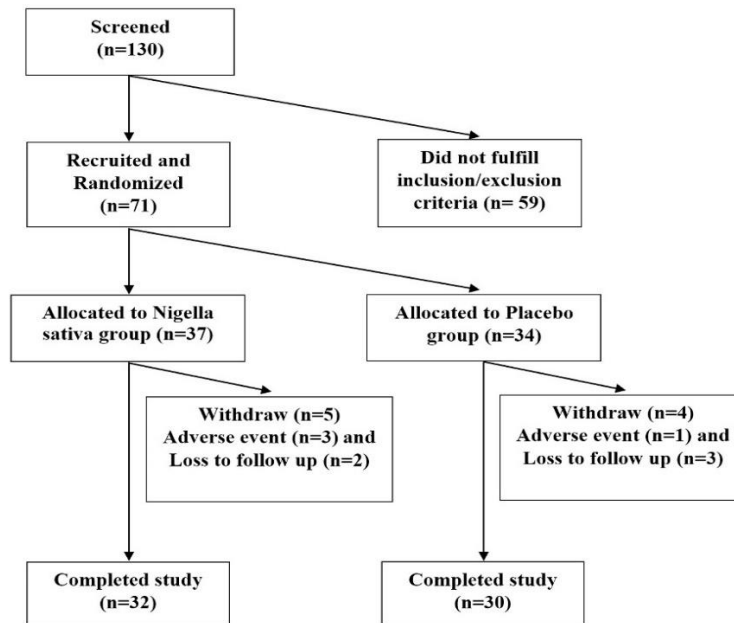 Screened
(n=130)
Recruited and
Randomized
(n=71)
Did not fulfill
inclusion/exclusion
criteria (n= 59)
Allocated to Nigella
sativa group (n=37)
Allocated to Placebo
group (n=34)
Withdraw (n=5)
Adverse event (n=3) and
Loss to follow up (n=2)
Withdraw (n=4)
Adverse event (n=1) and
Loss to follow up (n=3)
Completed study
(n=32)
Completed study
(n=30)